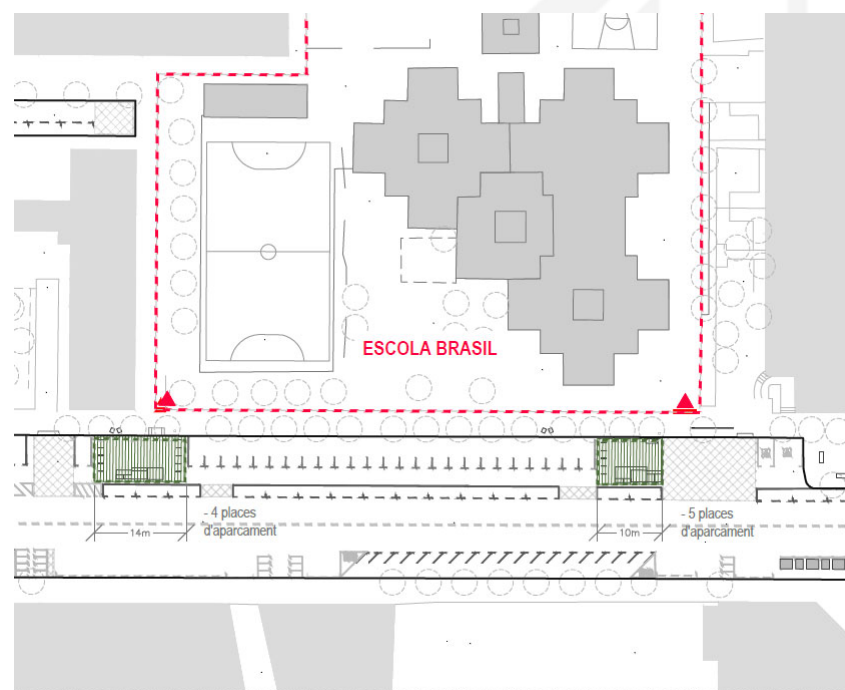 ESCOLA BRASIL
- 4 places
d'aparcament
14m
- 5 places
d'aparcament
10m